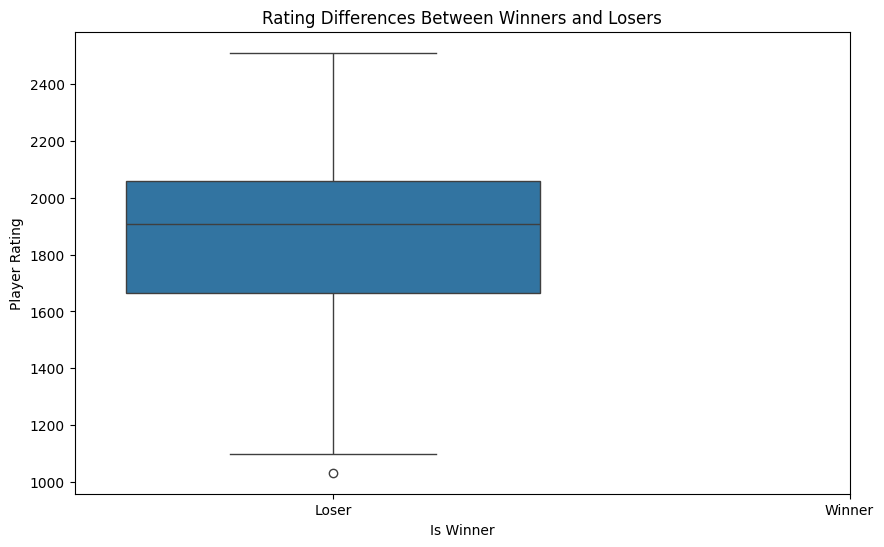 Rating Differences Between Winners and Losers
Player Rating
2400
2200
2000
1800
1600
1400
1200
1000
Loser
Winner
Is Winner